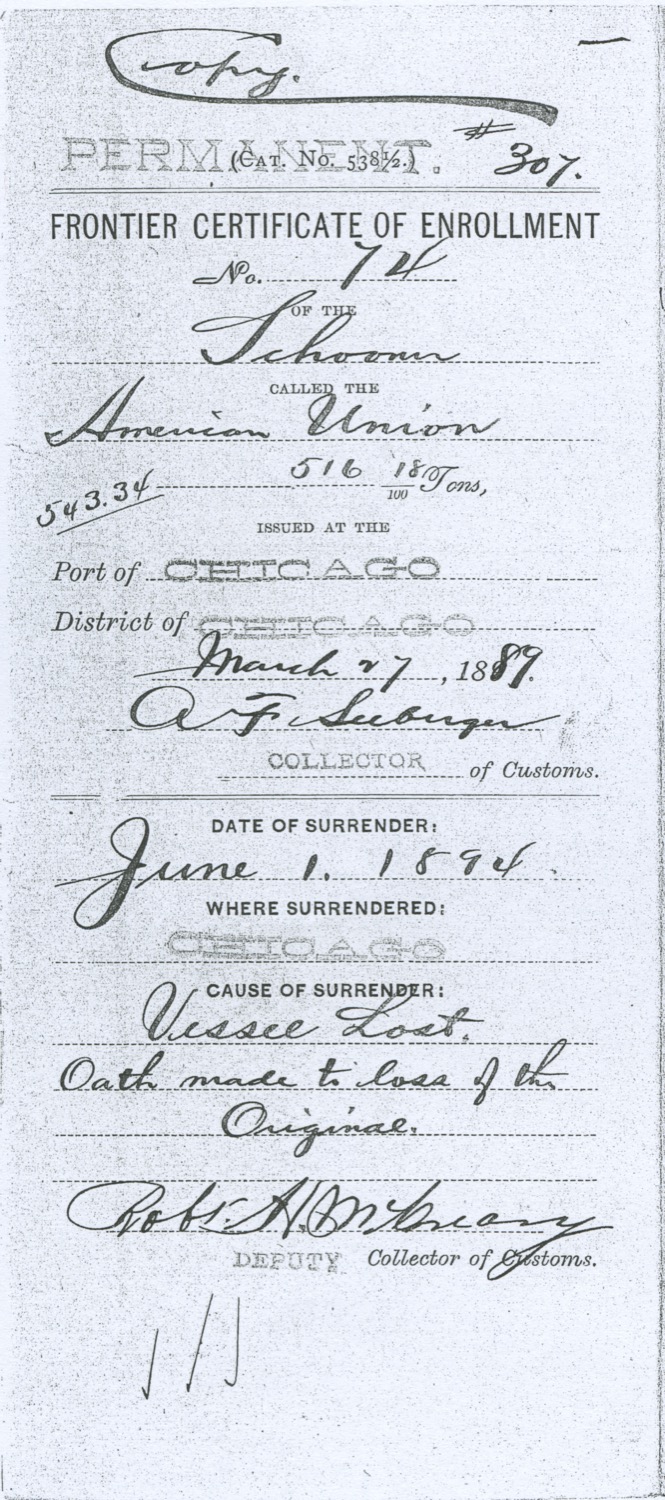 Copy.
PERMANENT. # 307.
(CAT. No. 538½.)
FRONTIER CERTIFICATE OF ENROLLMENT
No. 74
OF THE
Schooner
CALLED THE
American Union
516 18/100 Tons,
543.34
ISSUED AT THE
Port of CHICAGO
District of CHICAGO
March 27, 1889.
A F Seeberger
COLLECTOR of Customs.
DATE OF SURRENDER:
June 1. 1894.
WHERE SURRENDERED:
CHICAGO
CAUSE OF SURRENDER:
Vessel Lost.
Oath made to loss of the
Original.
Robt. H. McCreary
DEPUTY Collector of Customs.